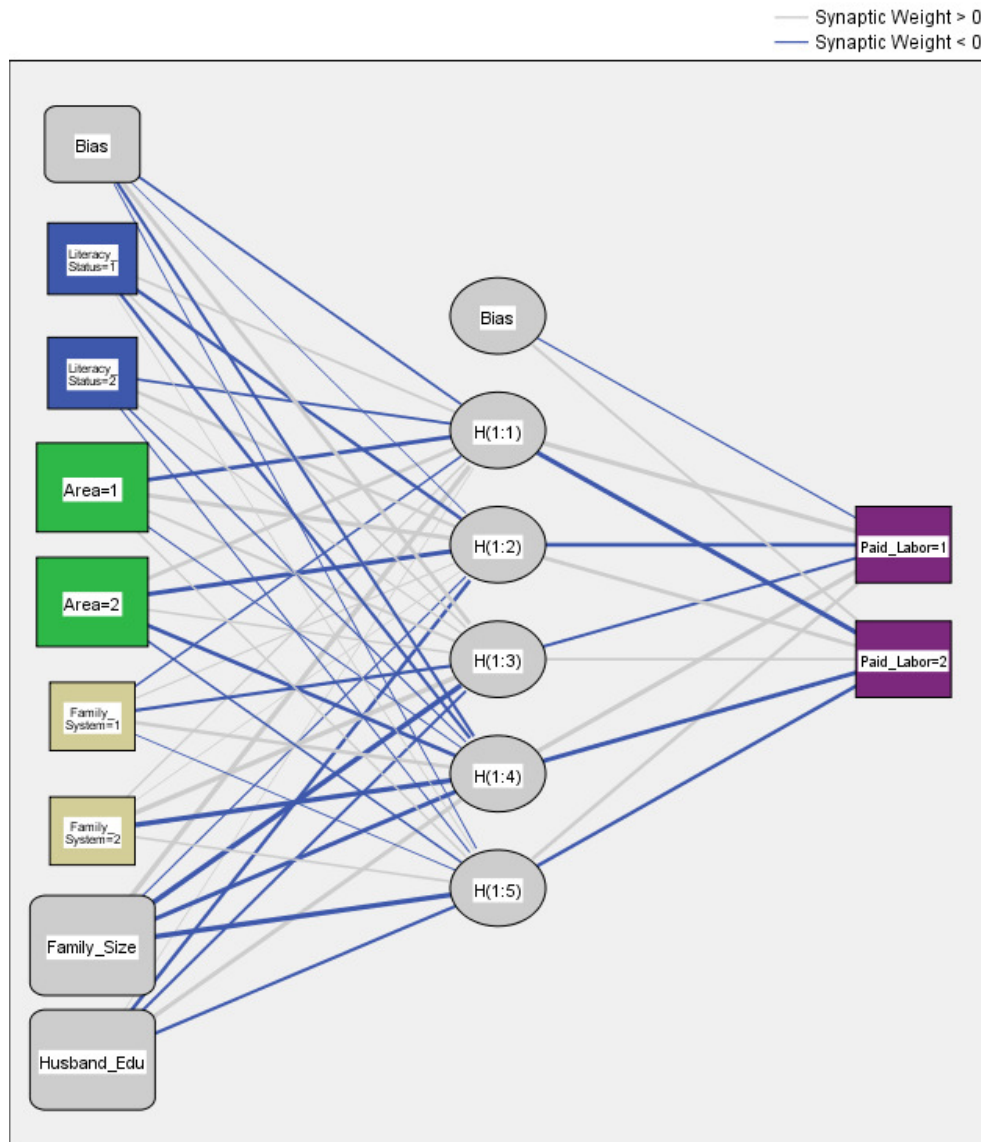 Synaptic Weight > 0
Synaptic Weight < 0
Bias
Literacy_
Status=1
Literacy_
Status=2
Area=1
Area=2
Family_
System=1
Family_
System=2
Family_Size
Husband_Edu
Bias
H(1:1)
H(1:2)
H(1:3)
H(1:4)
H(1:5)
Paid_Labor=1
Paid_Labor=2